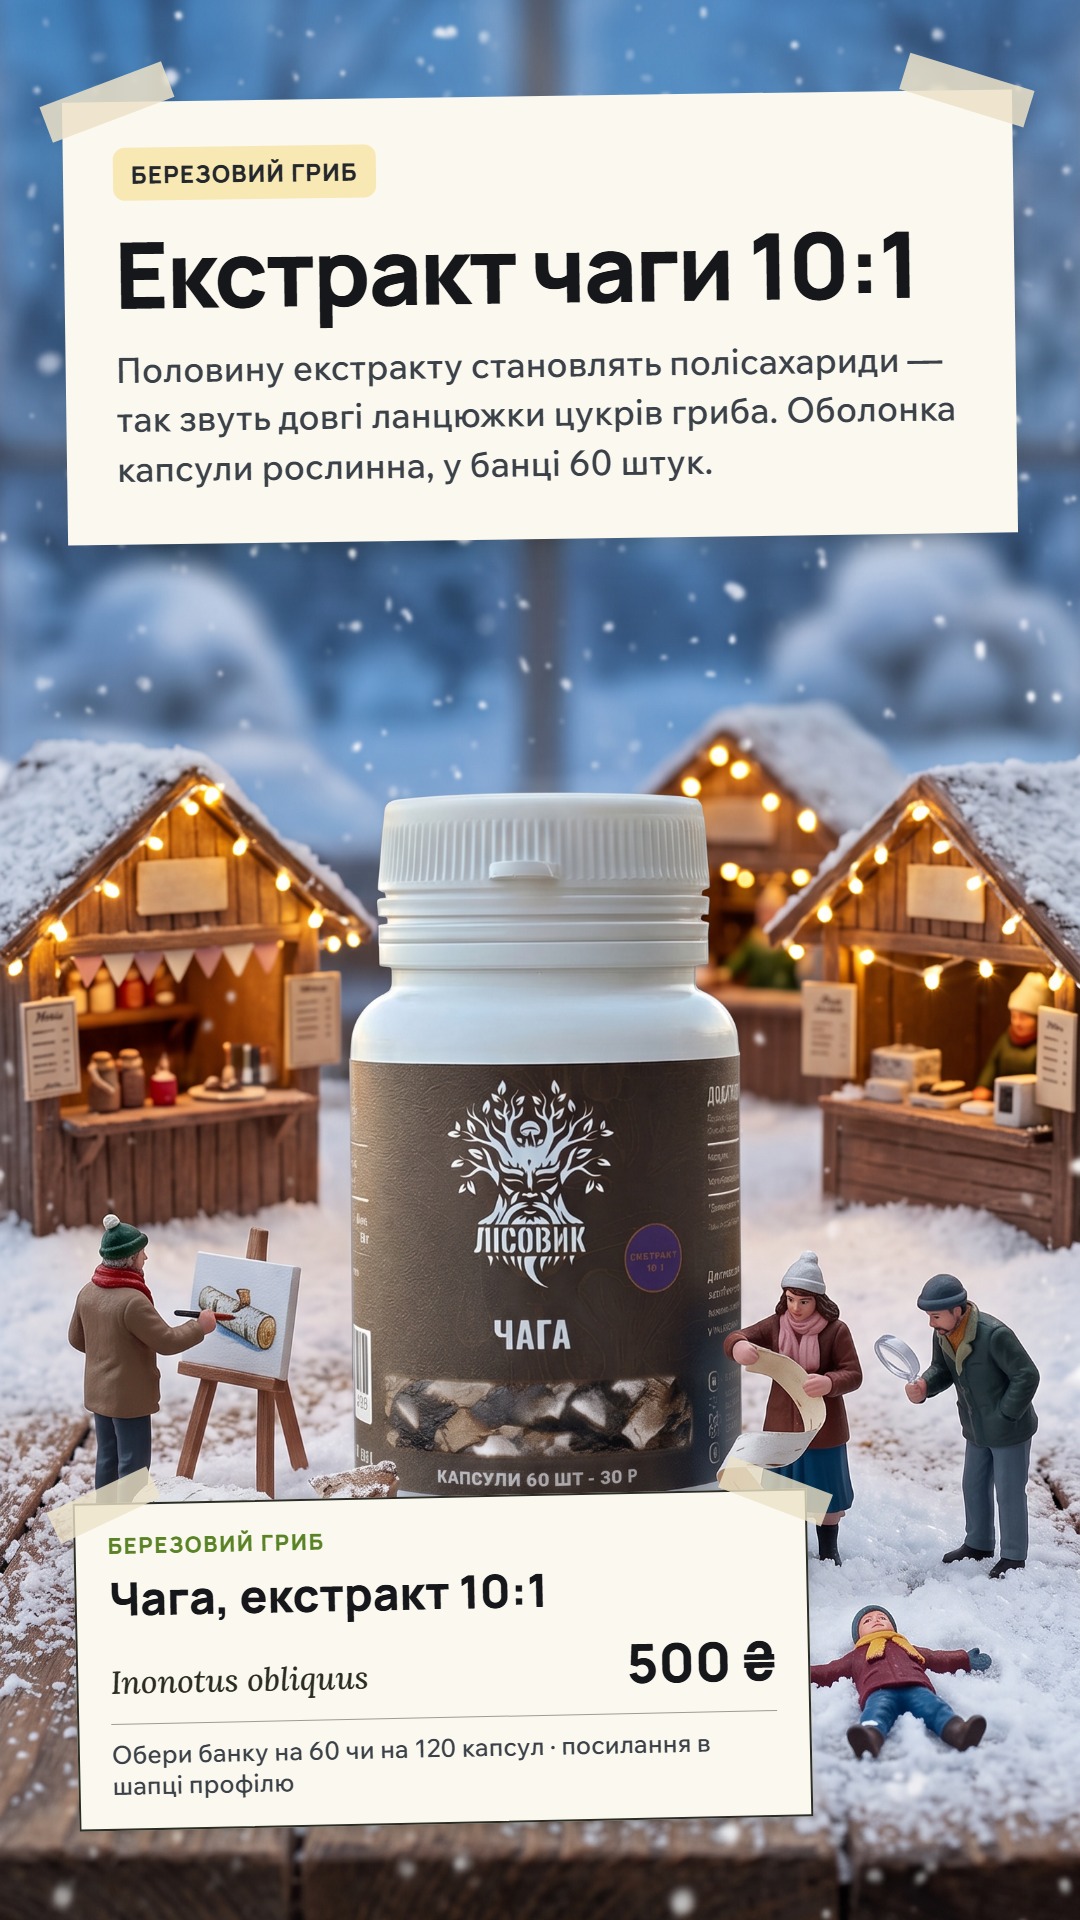 БЕРЕЗОВИЙ ГРИБ
Екстракт чаги 10:1
Половину екстракту становлять полісахариди —
так звуть довгі ланцюжки цукрів гриба. Оболонка
капсули рослинна, у банці 60 штук.
ЛІСОВИК
ЧАГА
КАПСУЛИ 60 ШТ - 30 Р
БЕРЕЗОВИЙ ГРИБ
Чага, екстракт 10:1
Inonotus obliquus
500 ₴
Обери банку на 60 чи на 120 капсул · посилання в
шапці профілю